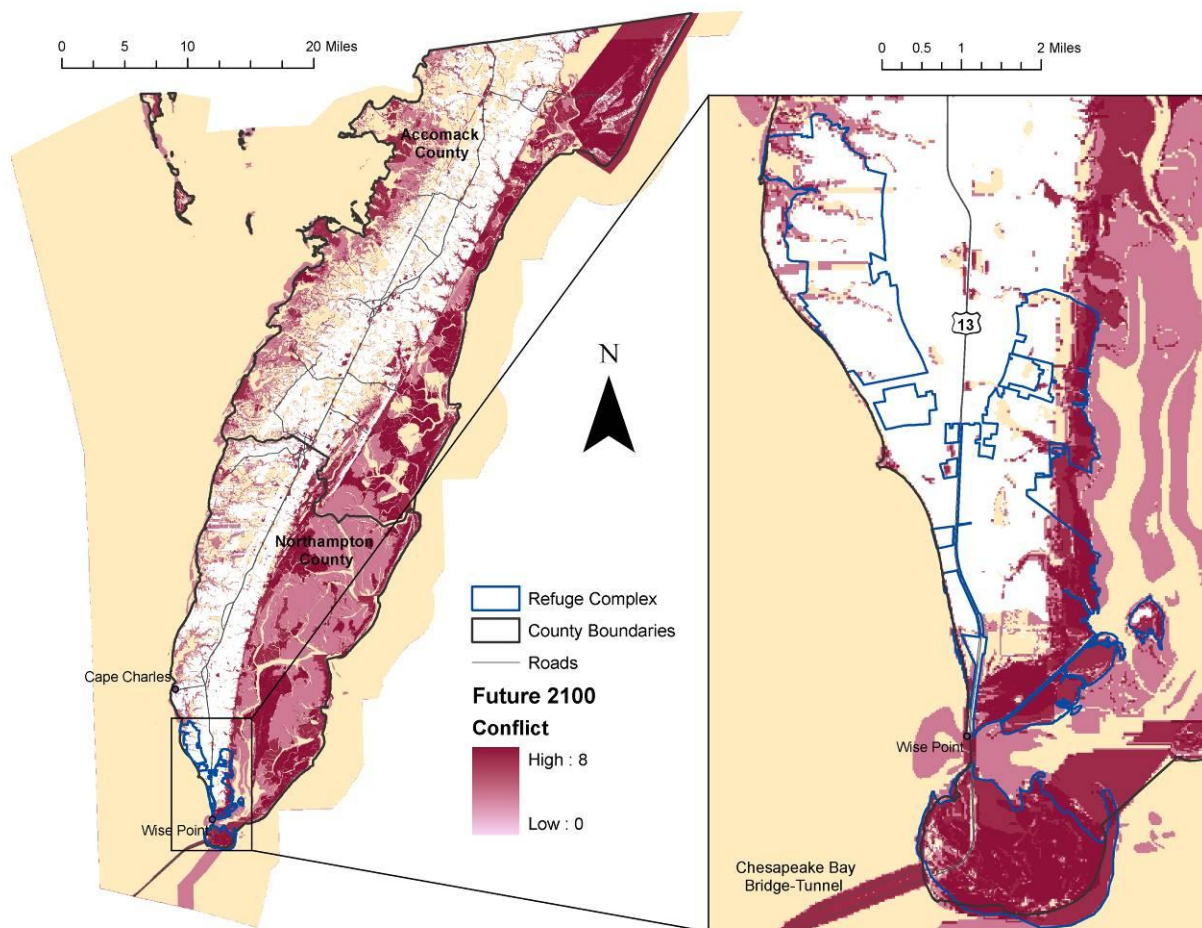 0 5 10 20 Miles
0 0.5 1 2 Miles
Accomack
County
13
N
Northampton
County
Refuge Complex
County Boundaries
Roads
Cape Charles
Future 2100
Conflict
High : 8
Low : 0
Wise Point
Wise Point
Chesapeake Bay
Bridge-Tunnel